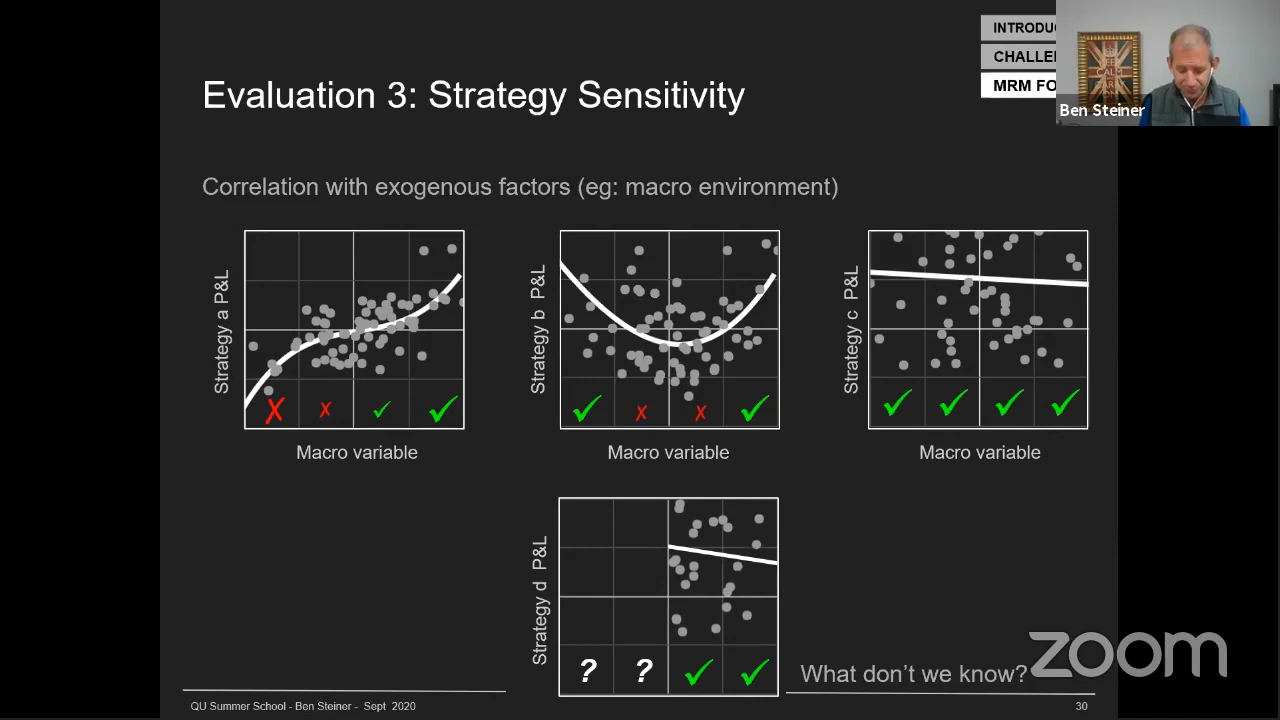 INTRODU
CHALLE
MRM FO
Ben Steiner
Evaluation 3: Strategy Sensitivity
Correlation with exogenous factors (eg: macro environment)
Strategy a P&L
Macro variable
Strategy b P&L
Macro variable
Strategy c P&L
Macro variable
Strategy d P&L
? ?
What don't we know?
zoom
QU Summer School - Ben Steiner - Sept 2020
30